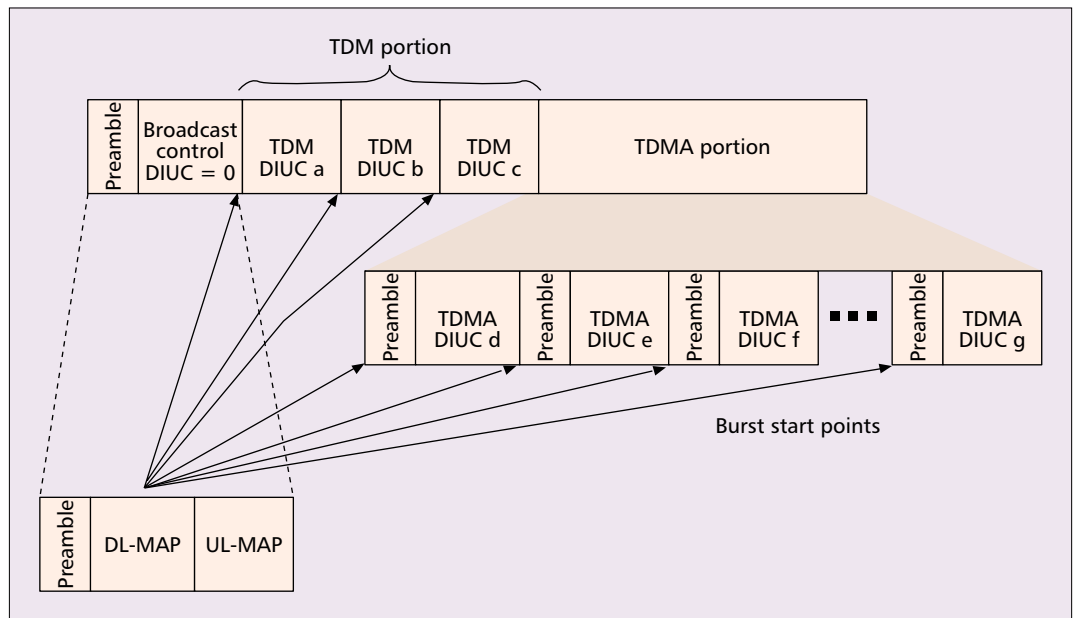 TDM portion
Preamble
Broadcast
control
DIUC = 0
TDM
DIUC a
TDM
DIUC b
TDM
DIUC c
TDMA portion
Preamble
TDMA
DIUC d
Preamble
TDMA
DIUC e
Preamble
TDMA
DIUC f
Preamble
TDMA
DIUC g
Burst start points
Preamble
DL-MAP
UL-MAP